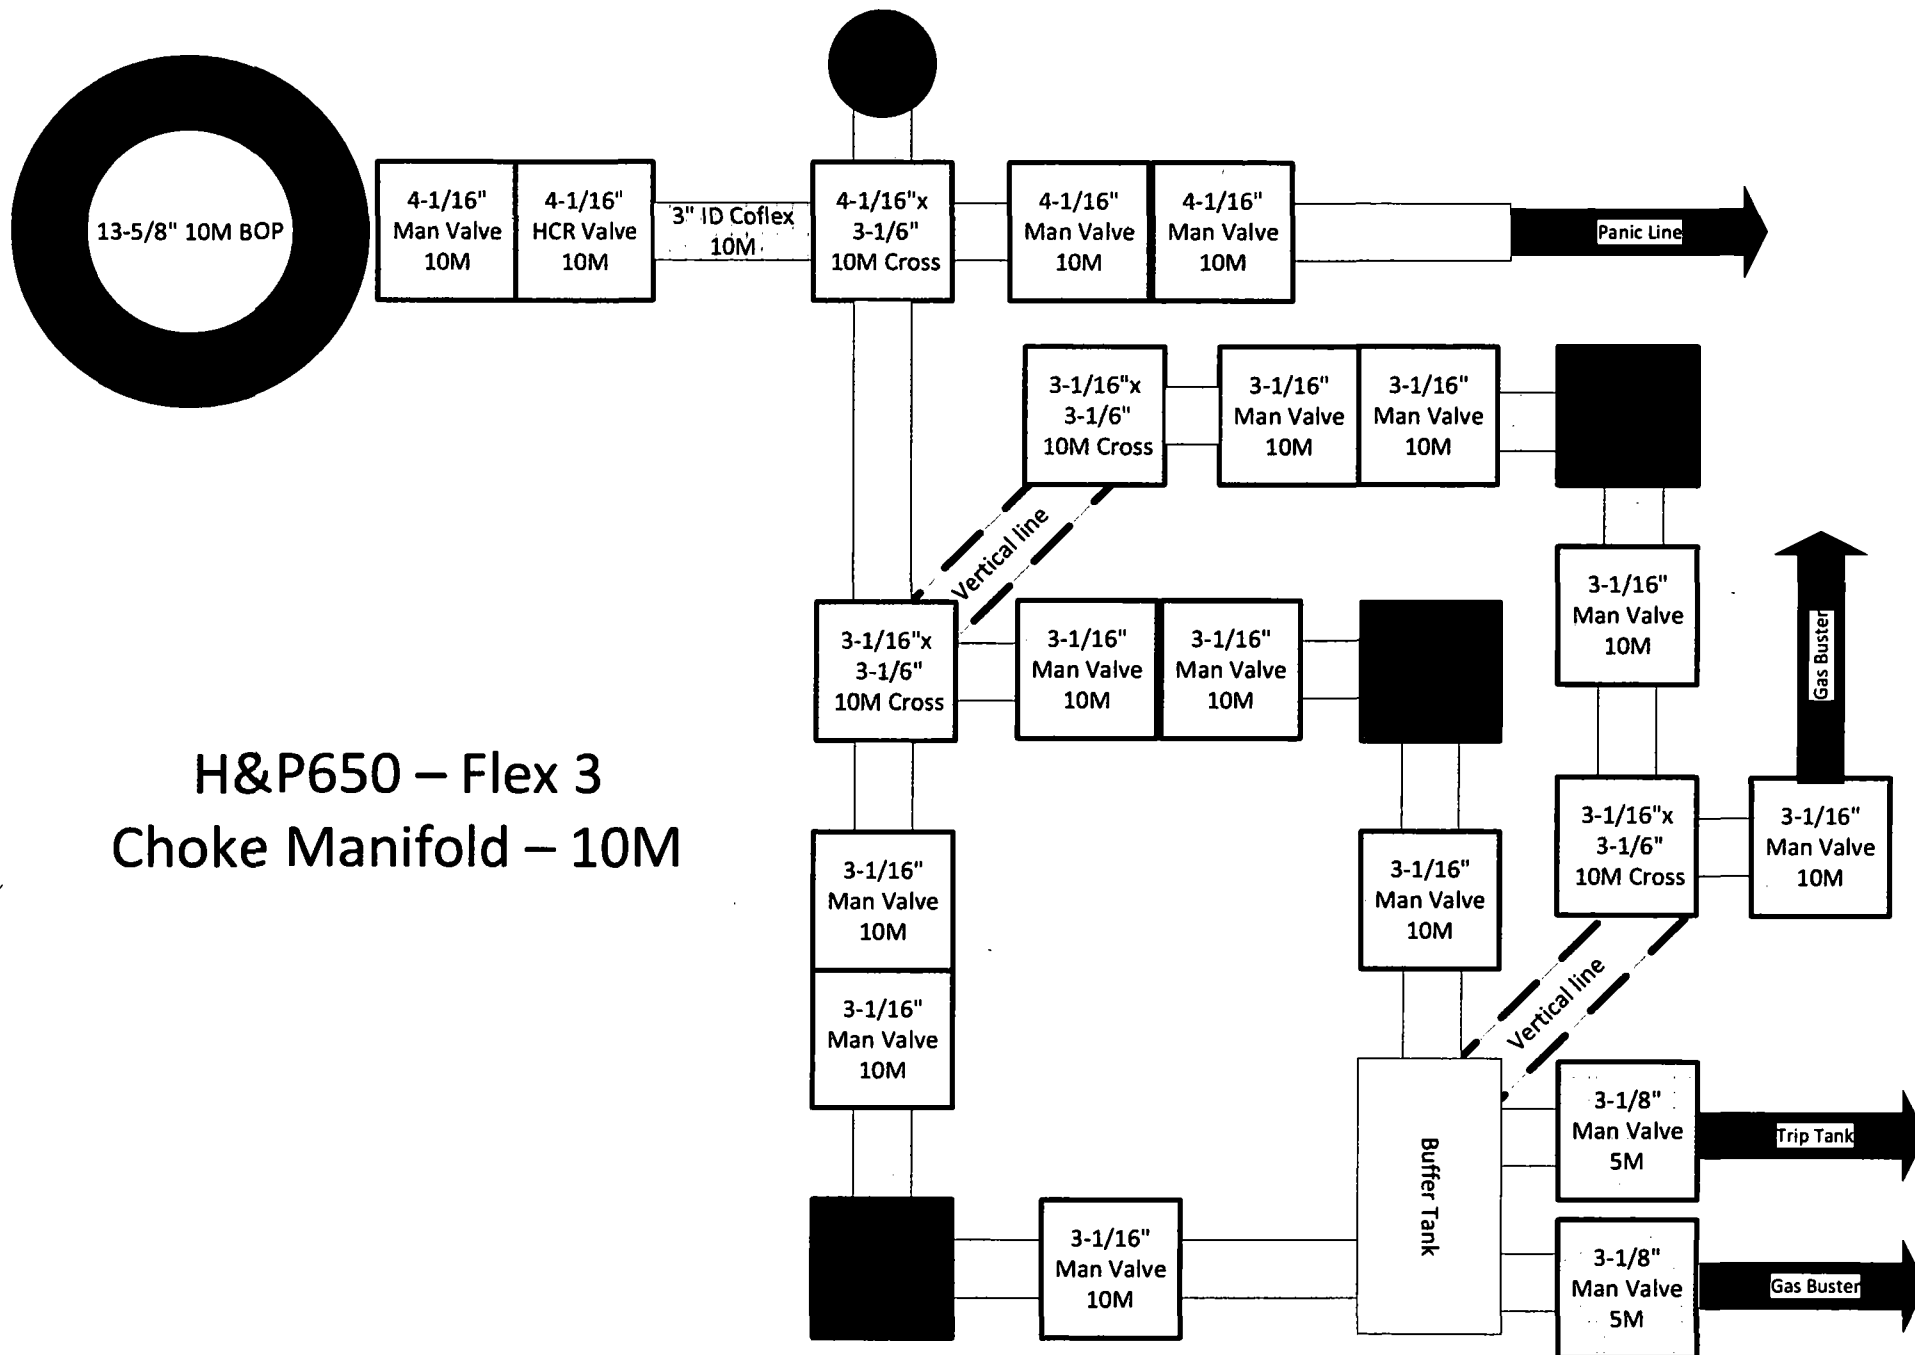 13-5/8" 10M BOP
4-1/16"
Man Valve
10M
4-1/16"
HCR Valve
10M
3" ID Coflex
10M
4-1/16"x
3-1/6"
10M Cross
4-1/16"
Man Valve
10M
4-1/16"
Man Valve
10M
Panic Line
3-1/16"x
3-1/6"
10M Cross
3-1/16"
Man Valve
10M
3-1/16"
Man Valve
10M
Vertical line
3-1/16"
Man Valve
10M
Gas Buster
3-1/16"x
3-1/6"
10M Cross
3-1/16"
Man Valve
10M
3-1/16"
Man Valve
10M
H&P650 – Flex 3
Choke Manifold – 10M
3-1/16"x
3-1/6"
10M Cross
3-1/16"
Man Valve
10M
3-1/16"
Man Valve
10M
3-1/16"
Man Valve
10M
3-1/16"
Man Valve
10M
Vertical line
Buffer Tank
3-1/8"
Man Valve
5M
Trip Tank
3-1/16"
Man Valve
10M
3-1/8"
Man Valve
5M
Gas Buster